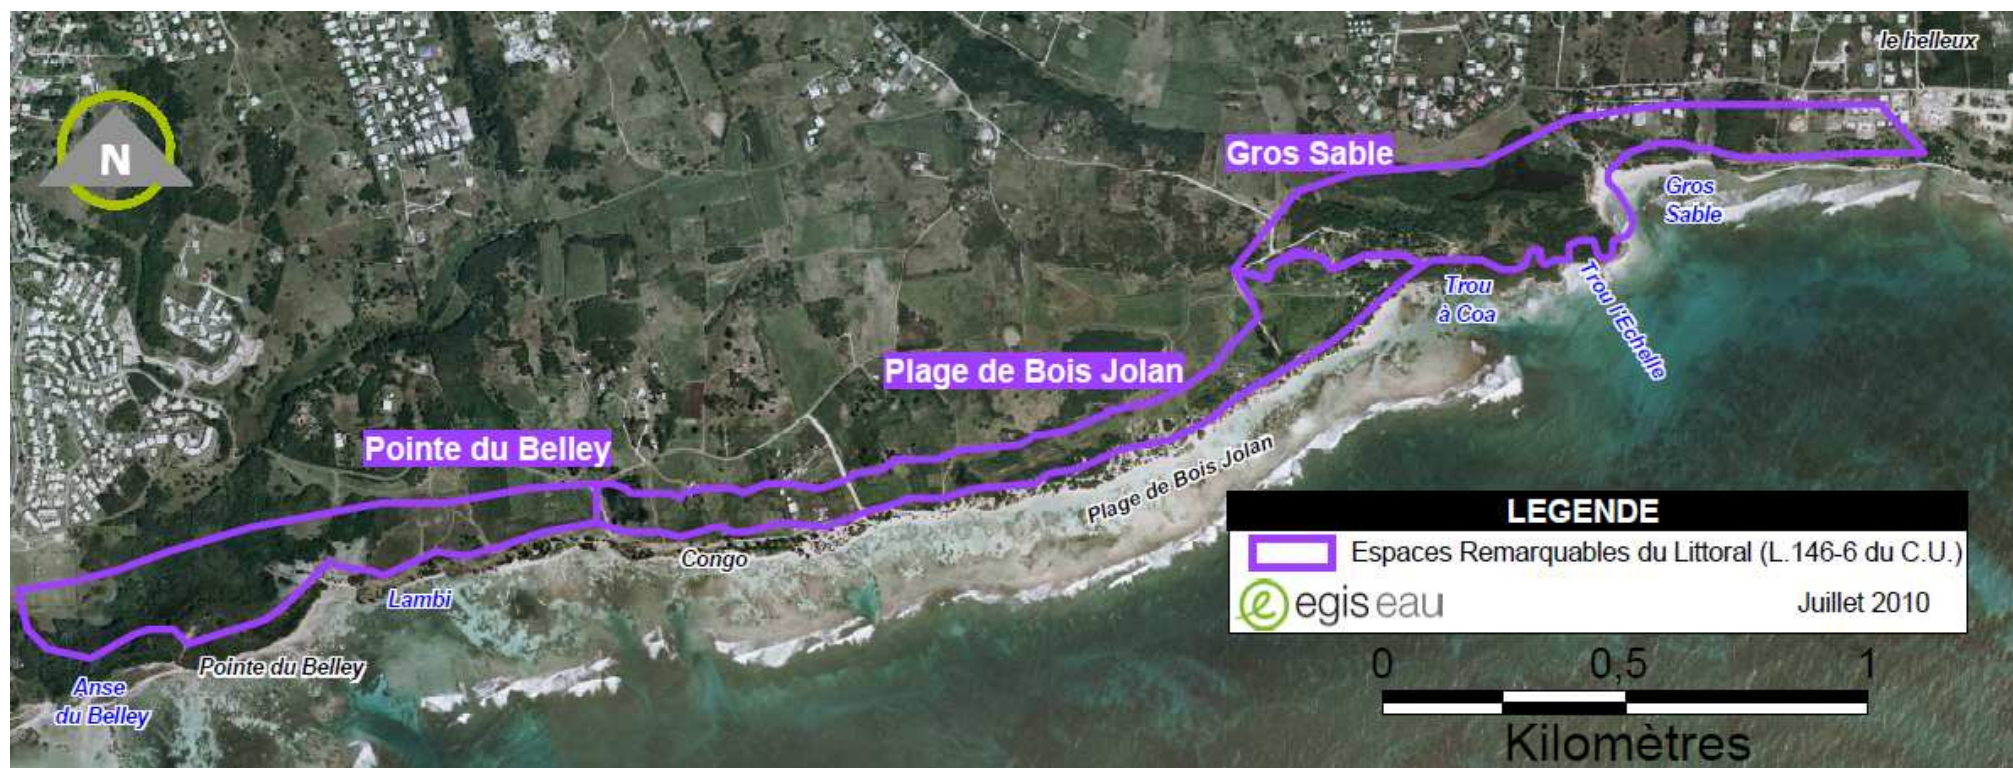 le helleux
N
Gros Sable
Gros
Sable
Trou
à Coa
Trou l'Echelle
Plage de Bois Jolan
Pointe du Belley
Plage de Bois Jolan
Congo
Lambi
Pointe du Belley
Anse
du Belley
LEGENDE
Espaces Remarquables du Littoral (L.146-6 du C.U.)
e egis eau Juillet 2010
0 0,5 1
Kilomètres